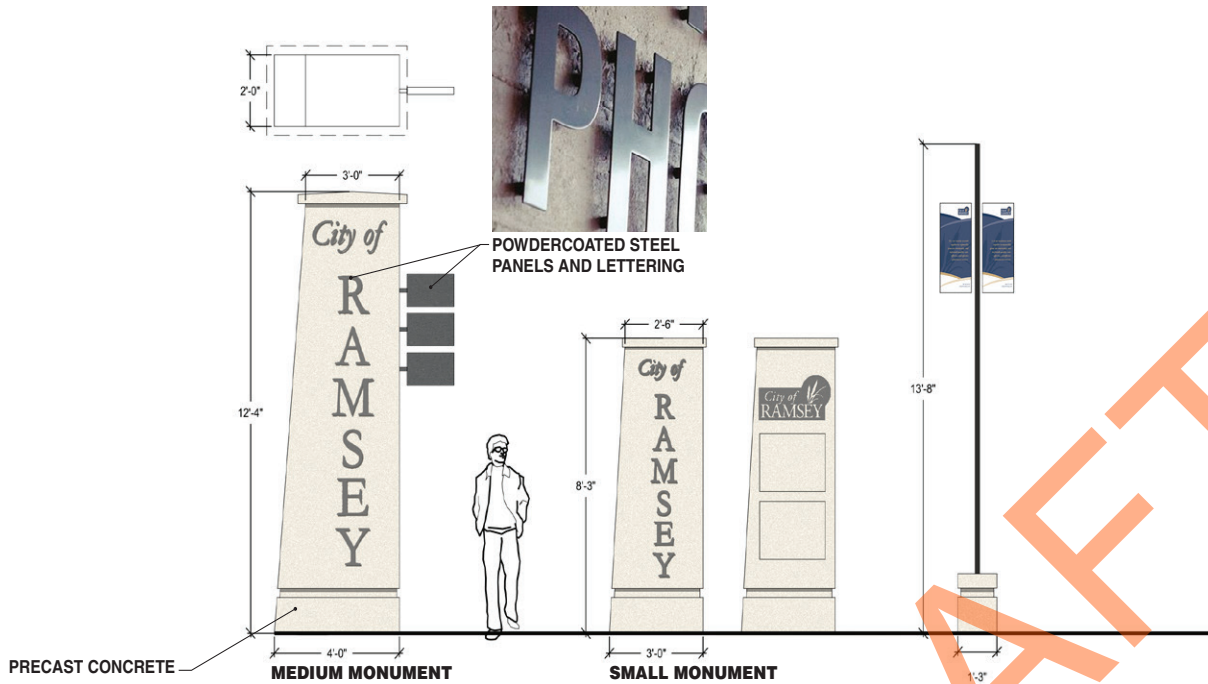 2'-0"
3'-0"
PH
POWDERCOATED STEEL
PANELS AND LETTERING
City of
RAMSEY
12'-4"
4'-0"
PRECAST CONCRETE
MEDIUM MONUMENT
2'-6"
City of
RAMSEY
8'-3"
3'-0"
SMALL MONUMENT
City of
RAMSEY
13'-8"
1'-3"
AFT